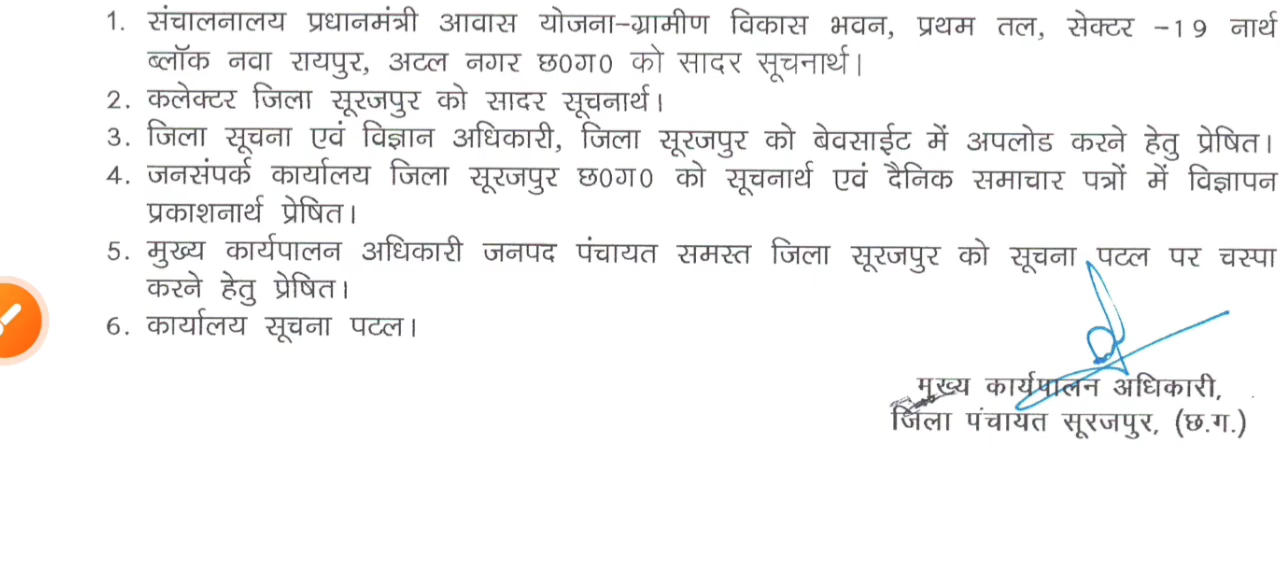 1. संचालनालय प्रधानमंत्री आवास योजना-ग्रामीण विकास भवन, प्रथम तल, सेक्टर -19 नार्थ
ब्लॉक नवा रायपुर, अटल नगर छ0ग0 को सादर सूचनार्थ।
2. कलेक्टर जिला सूरजपुर को सादर सूचनार्थ।
3. जिला सूचना एवं विज्ञान अधिकारी, जिला सूरजपुर को बेवसाईट में अपलोड करने हेतु प्रेषित।
4. जनसंपर्क कार्यालय जिला सूरजपुर छ0ग0 को सूचनार्थ एवं दैनिक समाचार पत्रों में विज्ञापन
प्रकाशनार्थ प्रेषित।
5. मुख्य कार्यपालन अधिकारी जनपद पंचायत समस्त जिला सूरजपुर को सूचना पटल पर चस्पा
करने हेतु प्रेषित।
6. कार्यालय सूचना पटल।
मुख्य कार्यपालन अधिकारी,
जिला पंचायत सूरजपुर, (छ.ग.)